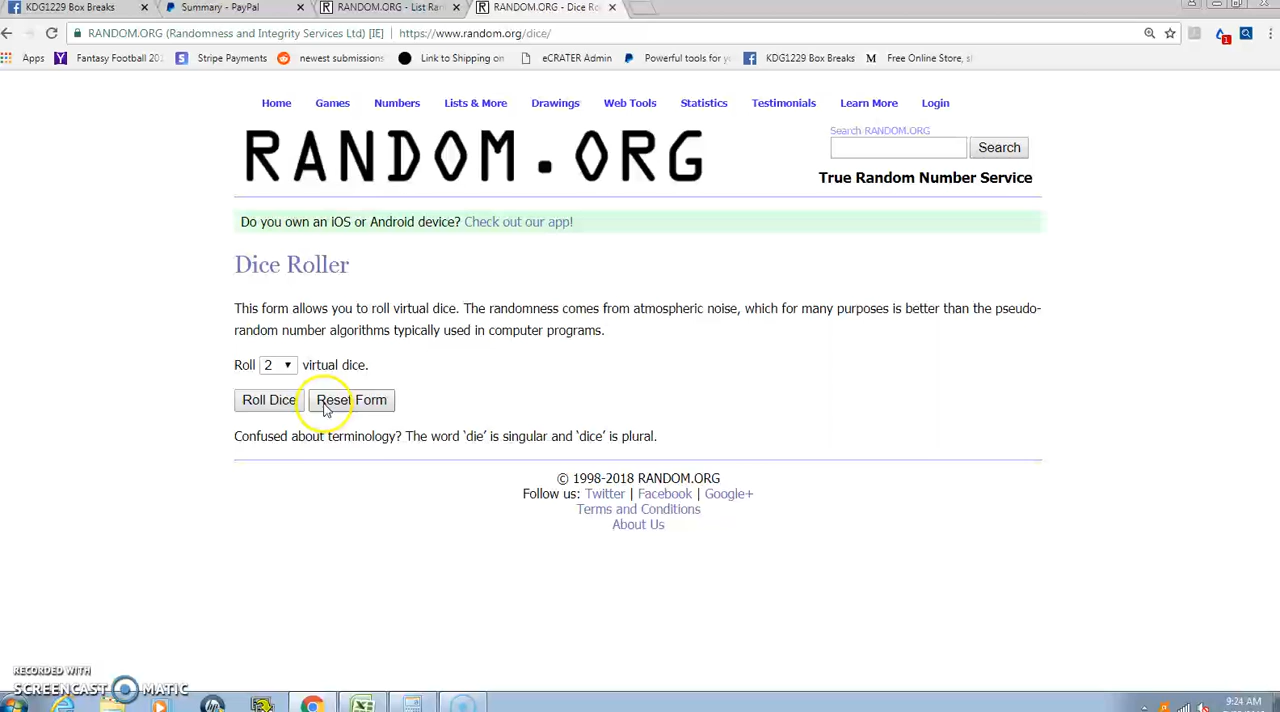 KDG1229 Box Breaks
Summary - PayPal
RANDOM.ORG - List Ran
RANDOM.ORG - Dice Ro
RANDOM.ORG (Randomness and Integrity Services Ltd) [IE] https://www.random.org/dice/
Apps Fantasy Football 201 Stripe Payments newest submissions Link to Shipping on eCRATER Admin Powerful tools for yo KDG1229 Box Breaks Free Online Store, s
Home Games Numbers Lists & More Drawings Web Tools Statistics Testimonials Learn More Login
RANDOM.ORG
Search RANDOM.ORG
Search
True Random Number Service
Do you own an iOS or Android device? Check out our app!
Dice Roller
This form allows you to roll virtual dice. The randomness comes from atmospheric noise, which for many purposes is better than the pseudo-
random number algorithms typically used in computer programs.
Roll 2 virtual dice.
Roll Dice Reset Form
Confused about terminology? The word ‘die’ is singular and ‘dice’ is plural.
© 1998-2018 RANDOM.ORG
Follow us: Twitter | Facebook | Google+
Terms and Conditions
About Us
RECORDED WITH
SCREENCAST MATIC
9:24 AM